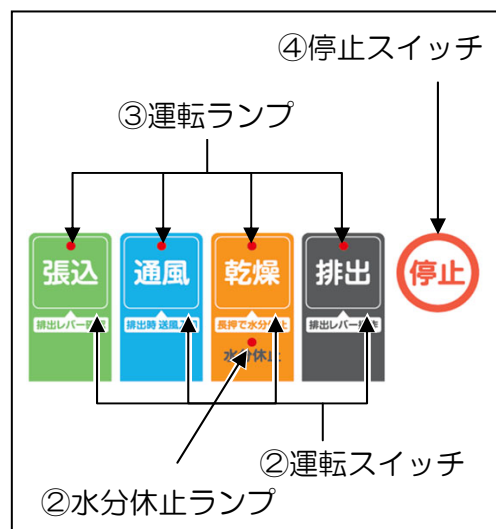 ④停止スイッチ
③運転ランプ
張込
通風
乾燥
排出
停止
排出レバー
排出時 送風
長押で水分休止
排出レバー
水分休止
②運転スイッチ
②水分休止ランプ